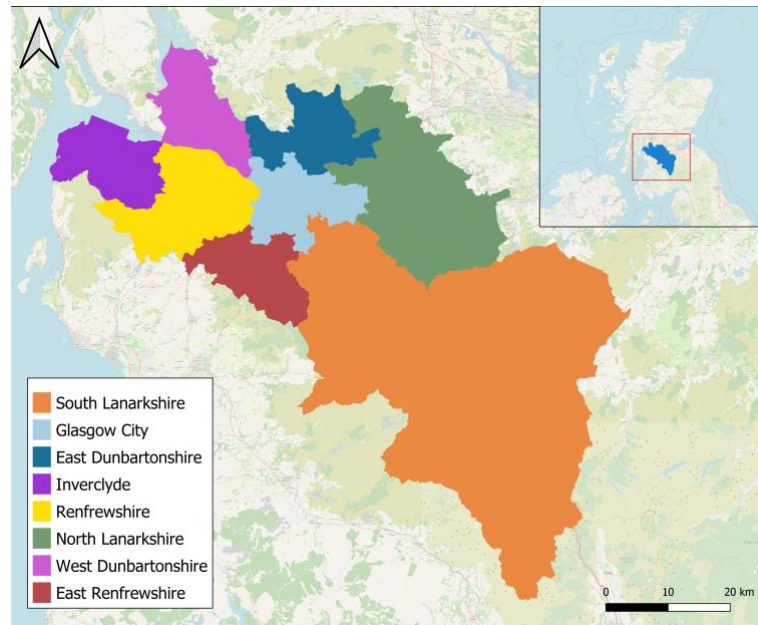 South Lanarkshire
Glasgow City
East Dunbartonshire
Inverclyde
Renfrewshire
North Lanarkshire
West Dunbartonshire
East Renfrewshire
0 10 20 km